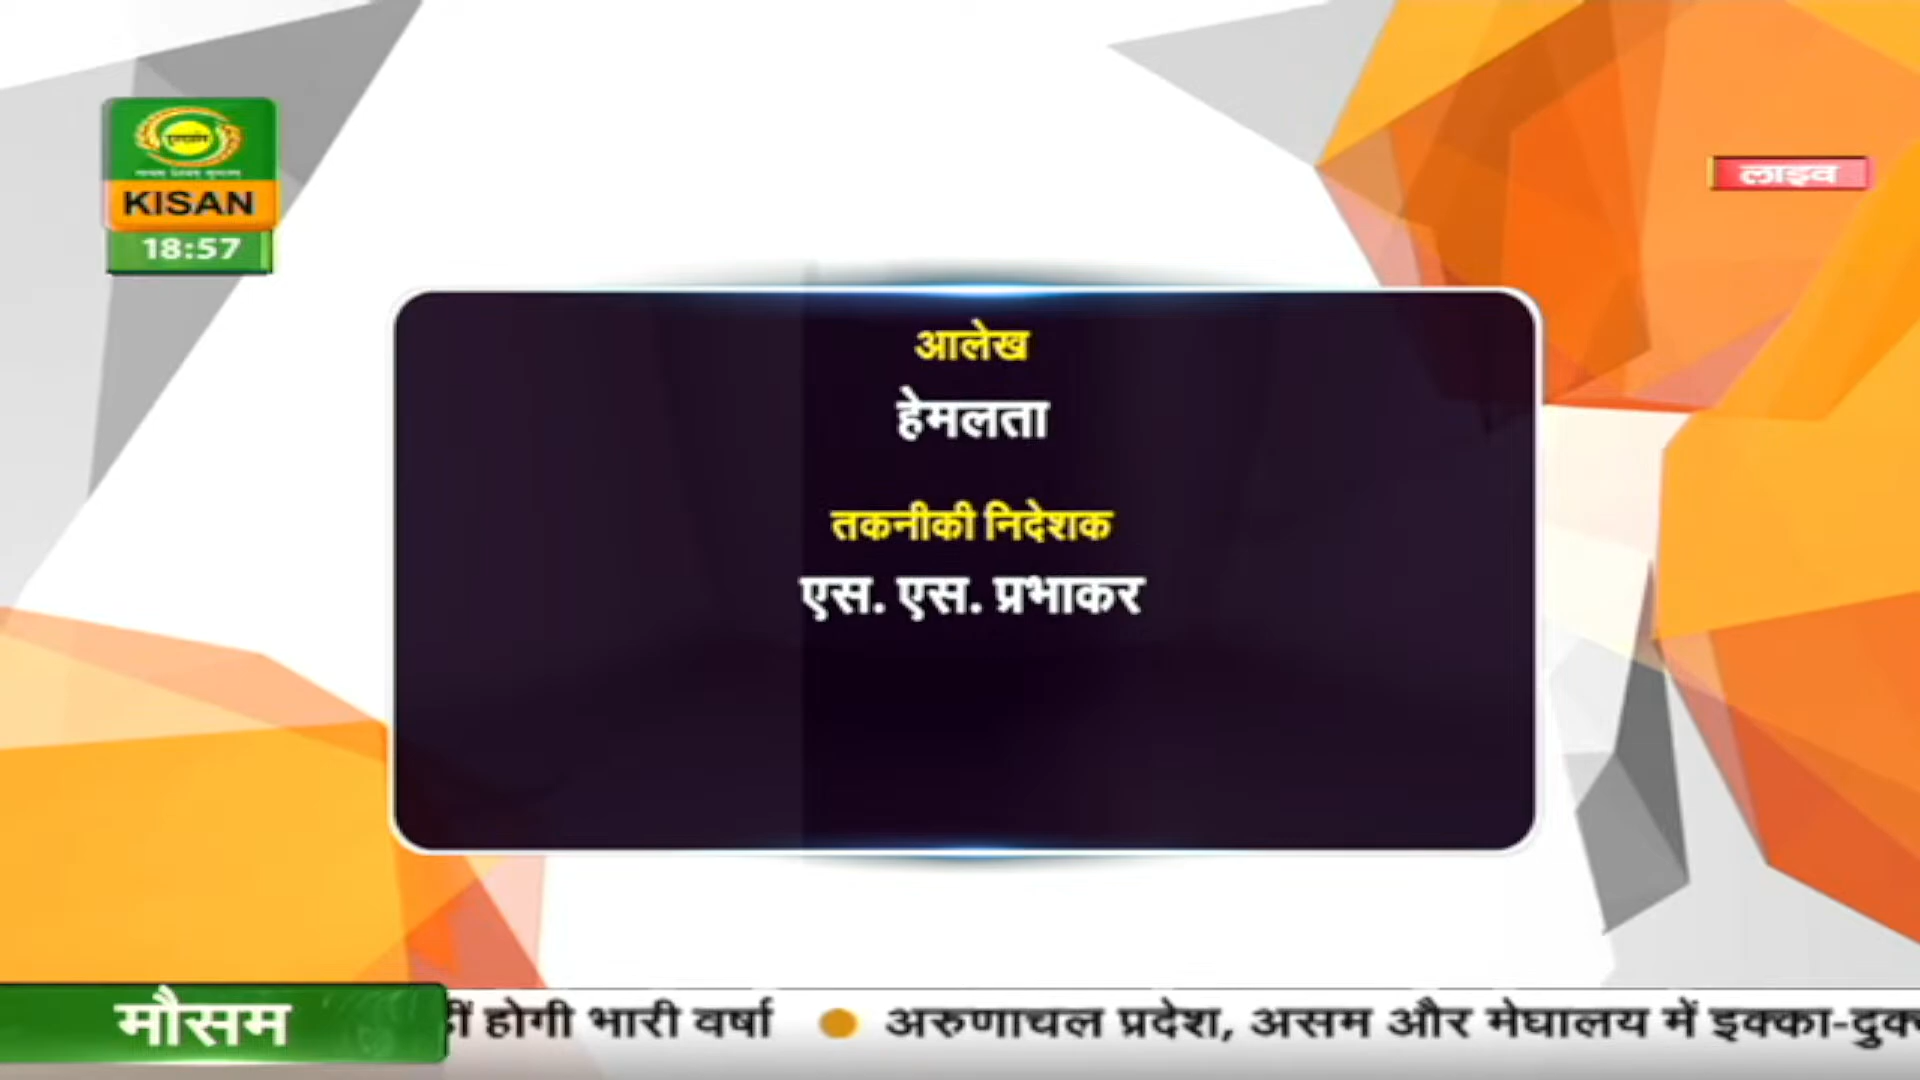 KISAN
18:57
लाइव
आलेख
हेमलता
तकनीकी निदेशक
एस. एस. प्रभाकर
मौसम
होगी भारी वर्षा ● अरुणाचल प्रदेश, असम और मेघालय में इक्का-दुक्